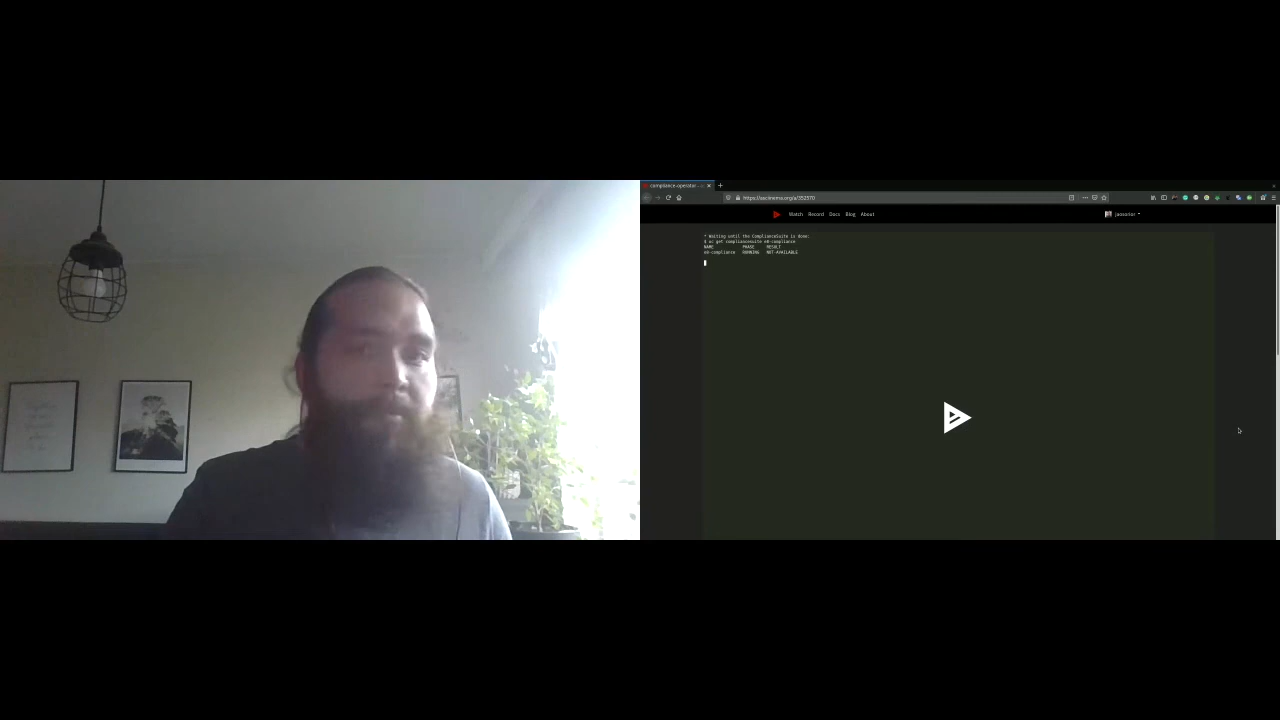 compliance-operator - 
https://asciinema.org/a/352570
Watch Record Docs Blog About
jaosorior
* Waiting until the ComplianceSuite is done:
$ oc get compliancesuite e8-compliance
NAME PHASE RESULT
e8-compliance RUNNING NOT-AVAILABLE